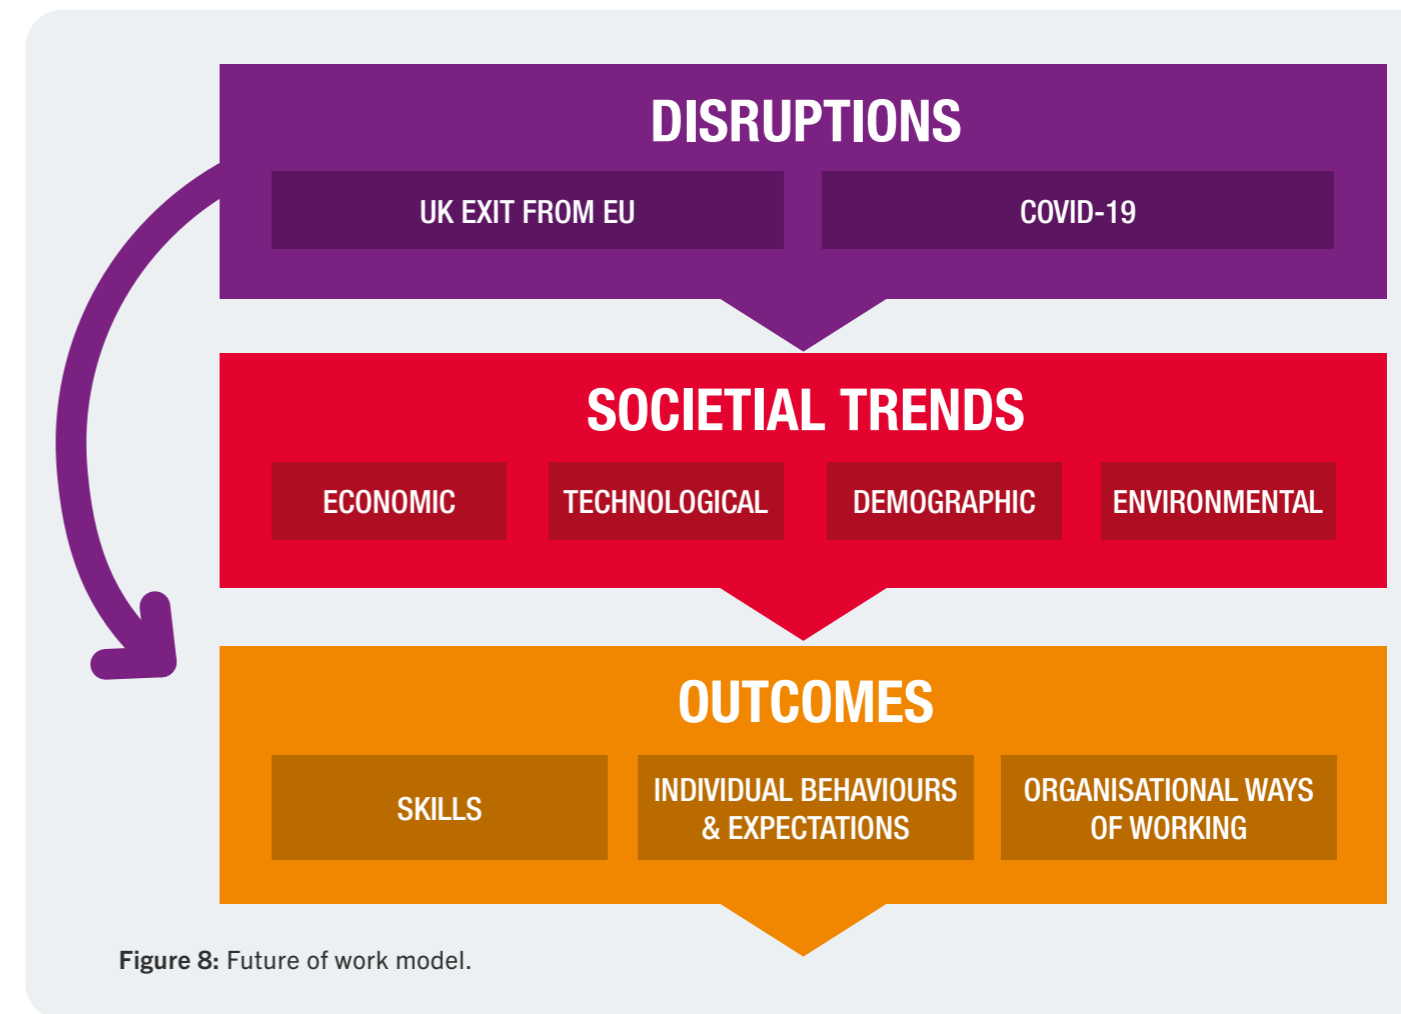 DISRUPTIONS
UK EXIT FROM EU
COVID-19
SOCIETIAL TRENDS
ECONOMIC
TECHNOLOGICAL
DEMOGRAPHIC
ENVIRONMENTAL
OUTCOMES
SKILLS
INDIVIDUAL BEHAVIOURS
& EXPECTATIONS
ORGANISATIONAL WAYS
OF WORKING
Figure 8: Future of work model.